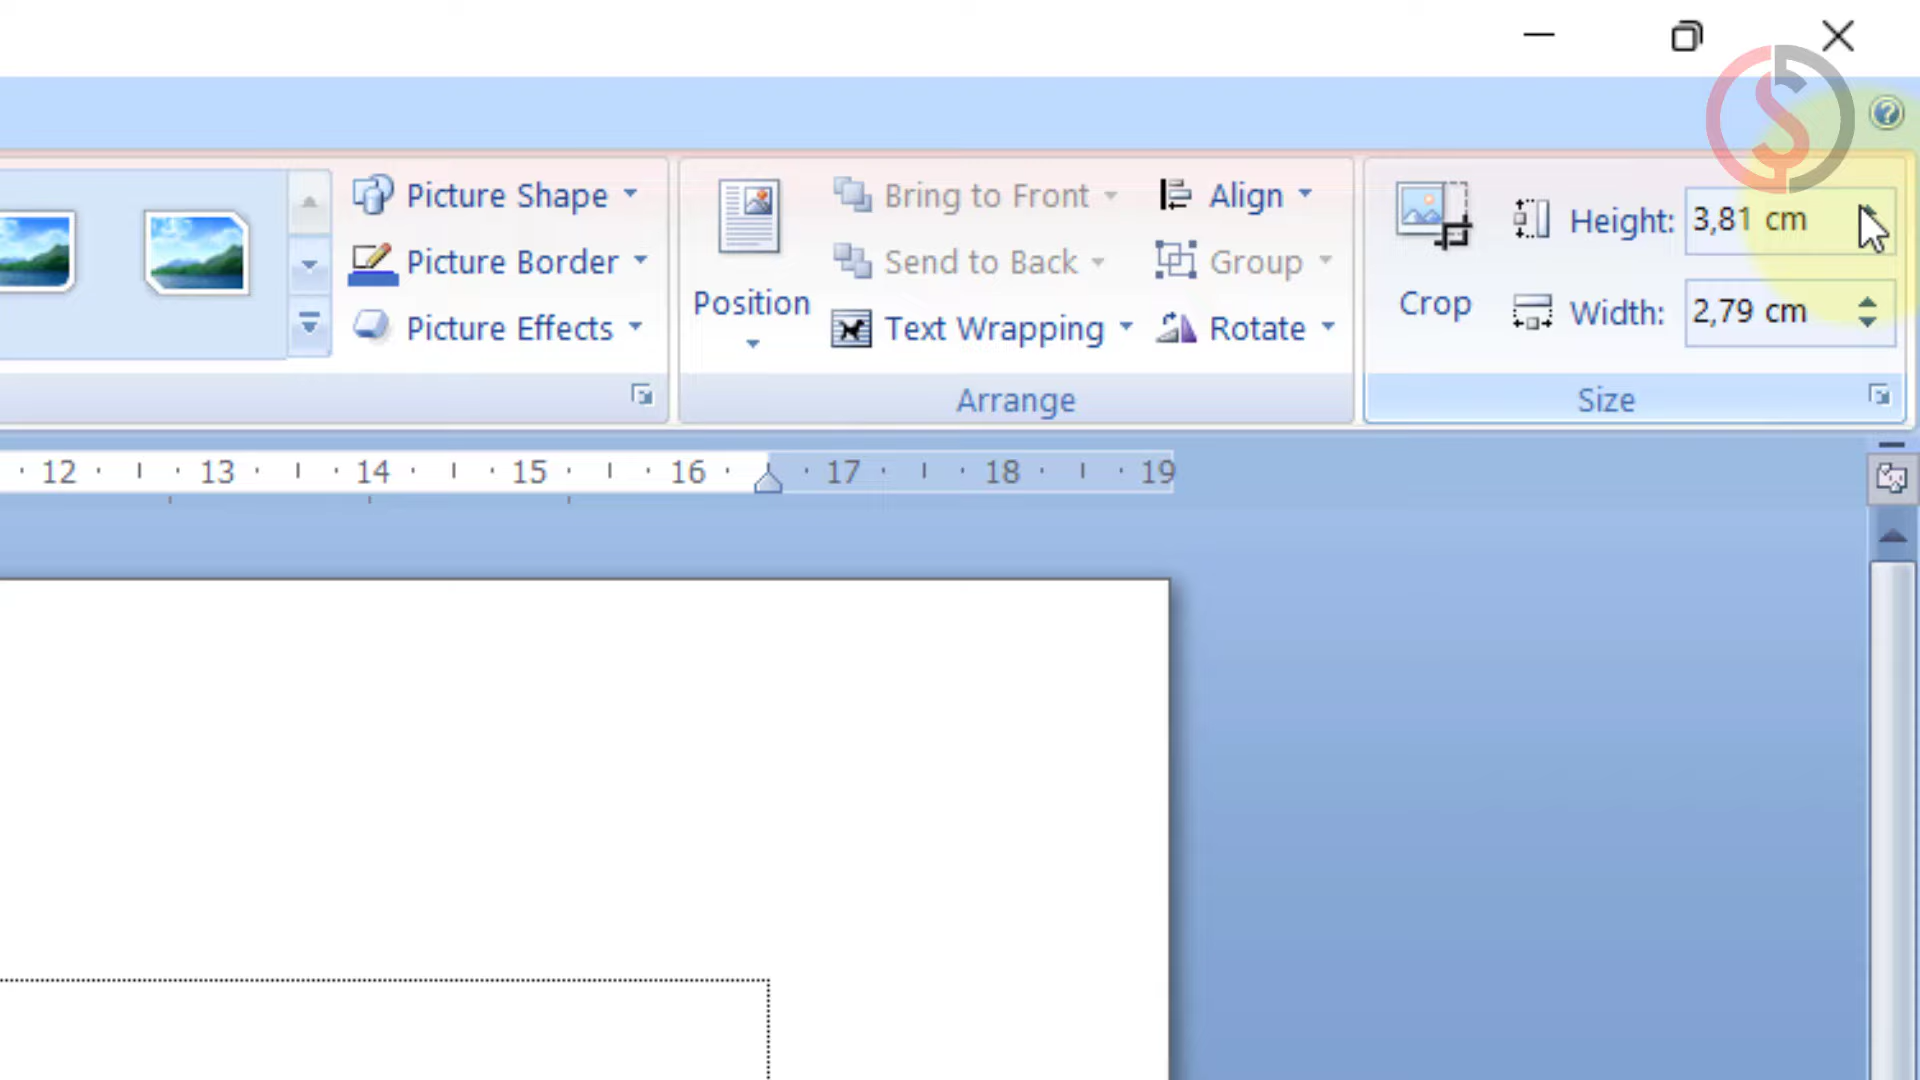 Picture Shape
Picture Border
Picture Effects
Position
Bring to Front
Send to Back
Text Wrapping
Align
Group
Rotate
Arrange
Crop
Height: 3,81 cm
Width: 2,79 cm
Size
12 13 14 15 16 17 18 19